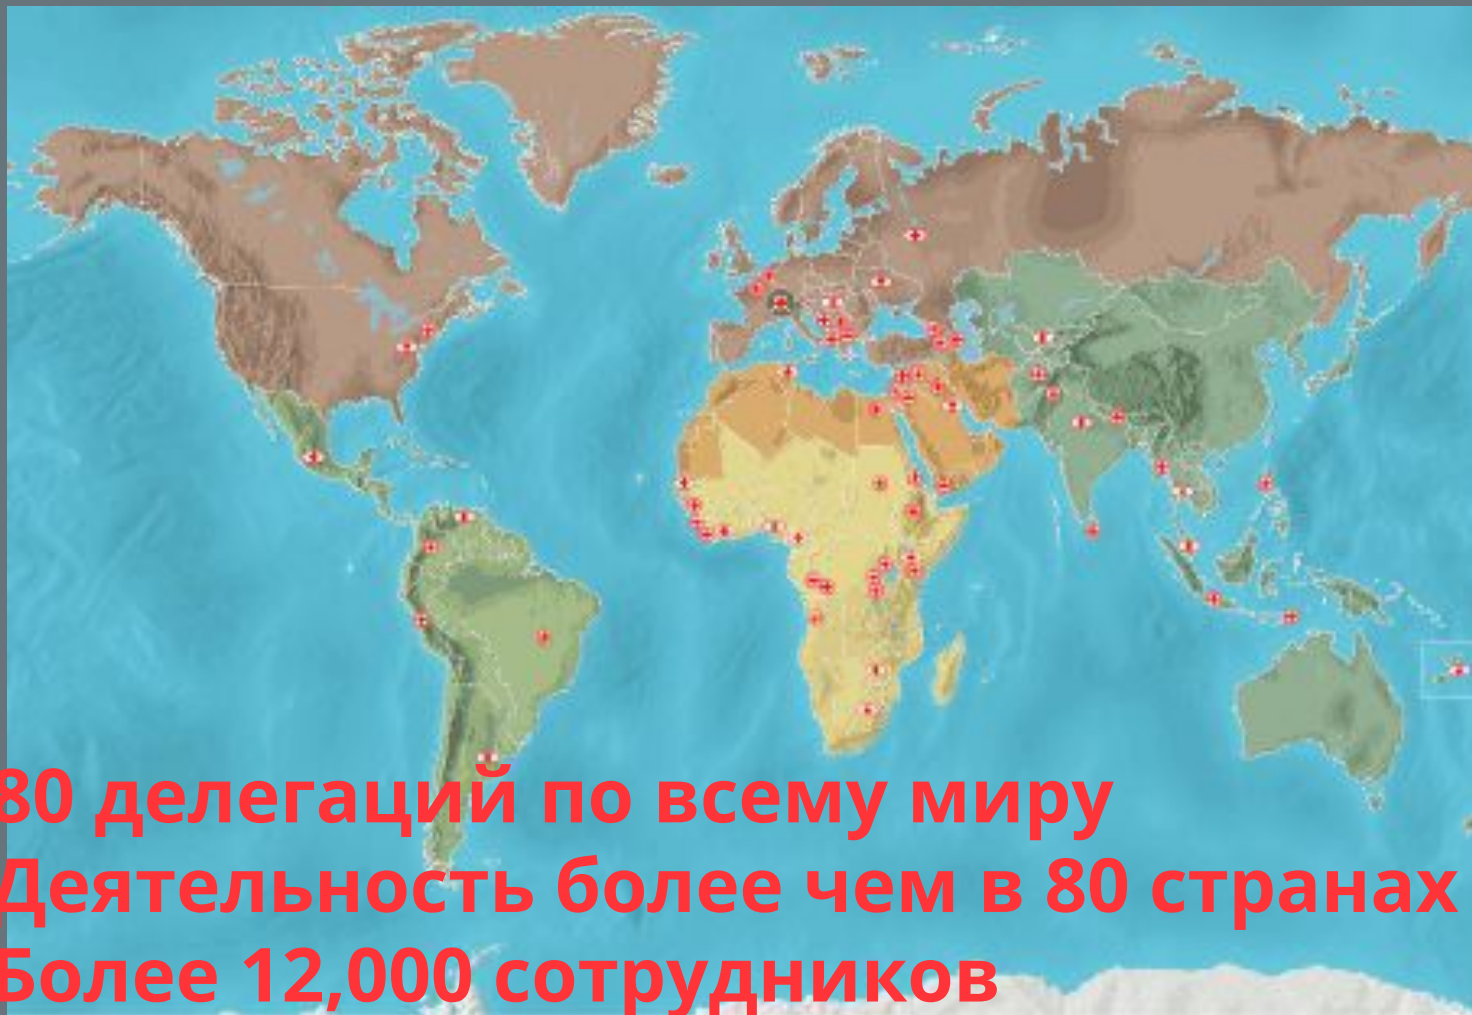 80 делегаций по всему миру
Деятельность более чем в 80 странах
Более 12,000 сотрудников